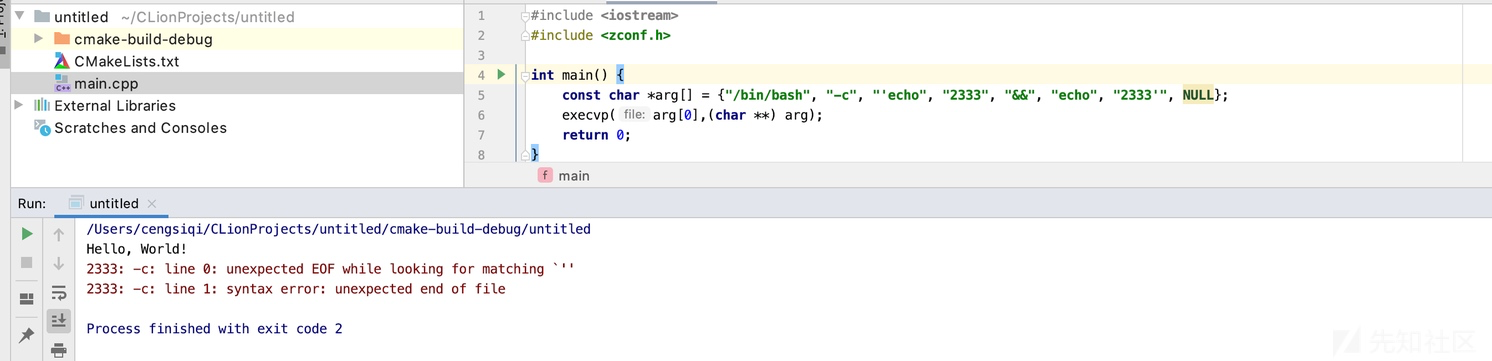 untitled ~/CLionProjects/untitled
cmake-build-debug
CMakeLists.txt
main.cpp
External Libraries
Scratches and Consoles
1 #include <iostream>
2 #include <zconf.h>
3
4 int main() {
5 const char *arg[] = {"/bin/bash", "-c", "'echo", "2333", "&&", "echo", "2333'", NULL};
6 execvp( file: arg[0],(char **) arg);
7 return 0;
8 }
f main
Run: untitled
/Users/cengsiqi/CLionProjects/untitled/cmake-build-debug/untitled
Hello, World!
2333: -c: line 0: unexpected EOF while looking for matching `''
2333: -c: line 1: syntax error: unexpected end of file
Process finished with exit code 2
先知社区